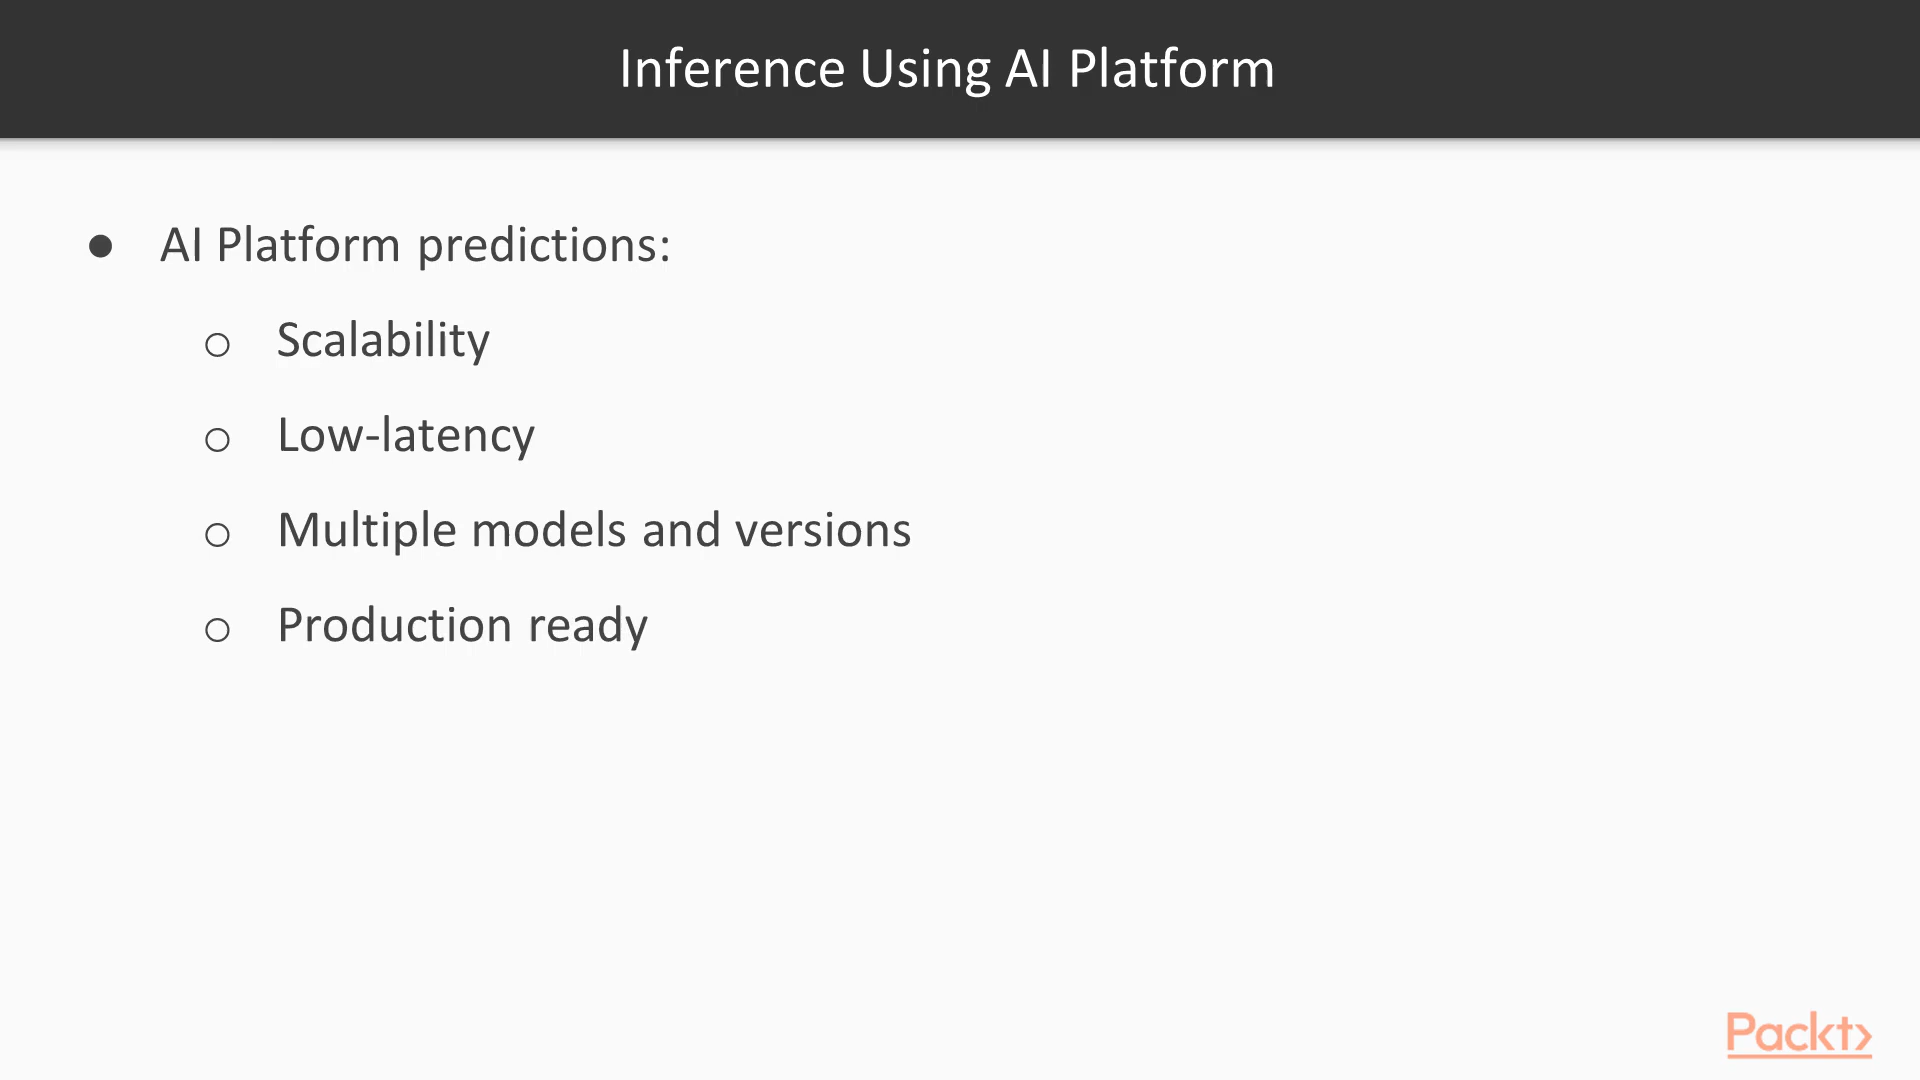 Inference Using AI Platform
● AI Platform predictions:
○ Scalability
○ Low-latency
○ Multiple models and versions
○ Production ready
Packt>